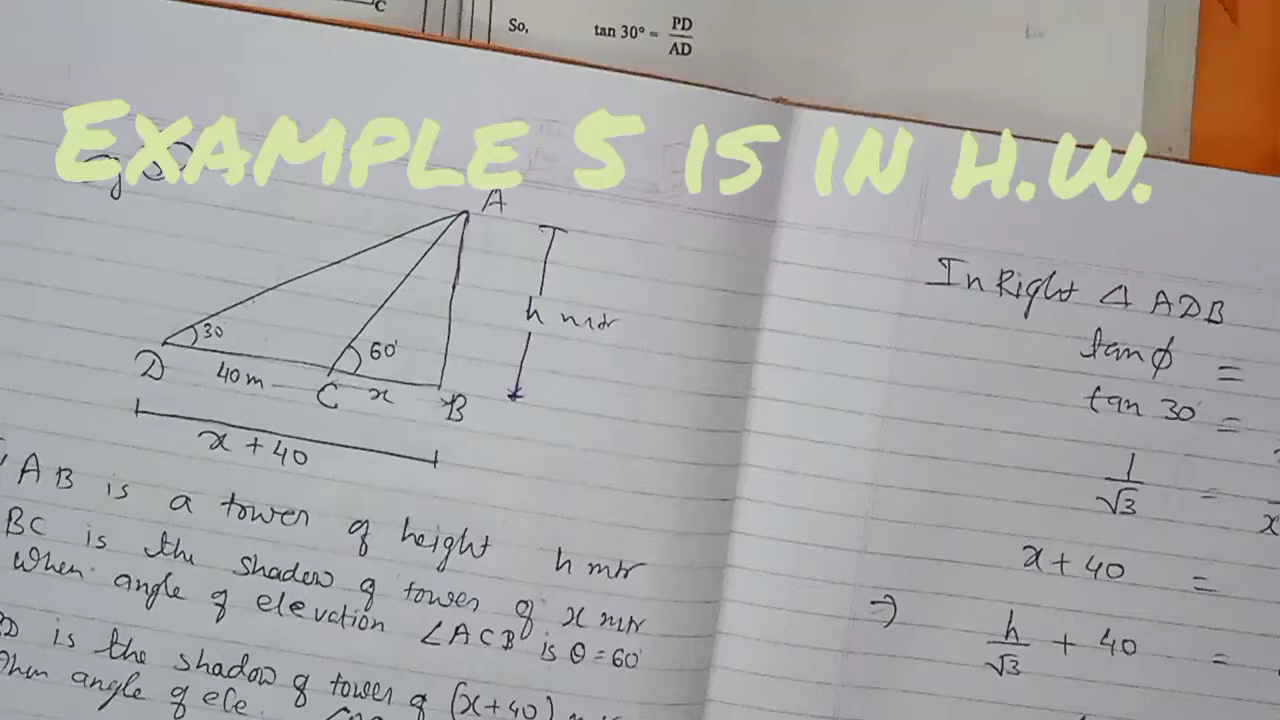 C
So, tan 30° = PD/AD
EXAMPLE 5 IS IN H.W.
A
h mtr
30°
60°
D
40 m
C
x
B
x + 40
AB is a tower of height h mtr
BC is the shadow of tower of x mtr
when angle of elevation ∠ACB is θ = 60°
BD is the shadow of tower of (x+40)
when angle of ele.
In Right △ ADB
tan ϕ =
tan 30° =
1/√3 =
x
x + 40 =
⇒ h/√3 + 40 =